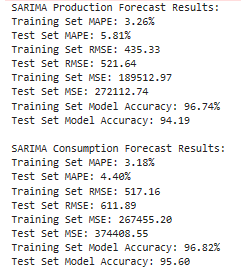 SARIMA Production Forecast Results:
Training Set MAPE: 3.26%
Test Set MAPE: 5.81%
Training Set RMSE: 435.33
Test Set RMSE: 521.64
Training Set MSE: 189512.97
Test Set MSE: 272112.74
Training Set Model Accuracy: 96.74%
Test Set Model Accuracy: 94.19
SARIMA Consumption Forecast Results:
Training Set MAPE: 3.18%
Test Set MAPE: 4.40%
Training Set RMSE: 517.16
Test Set RMSE: 611.89
Training Set MSE: 267455.20
Test Set MSE: 374408.55
Training Set Model Accuracy: 96.82%
Test Set Model Accuracy: 95.60